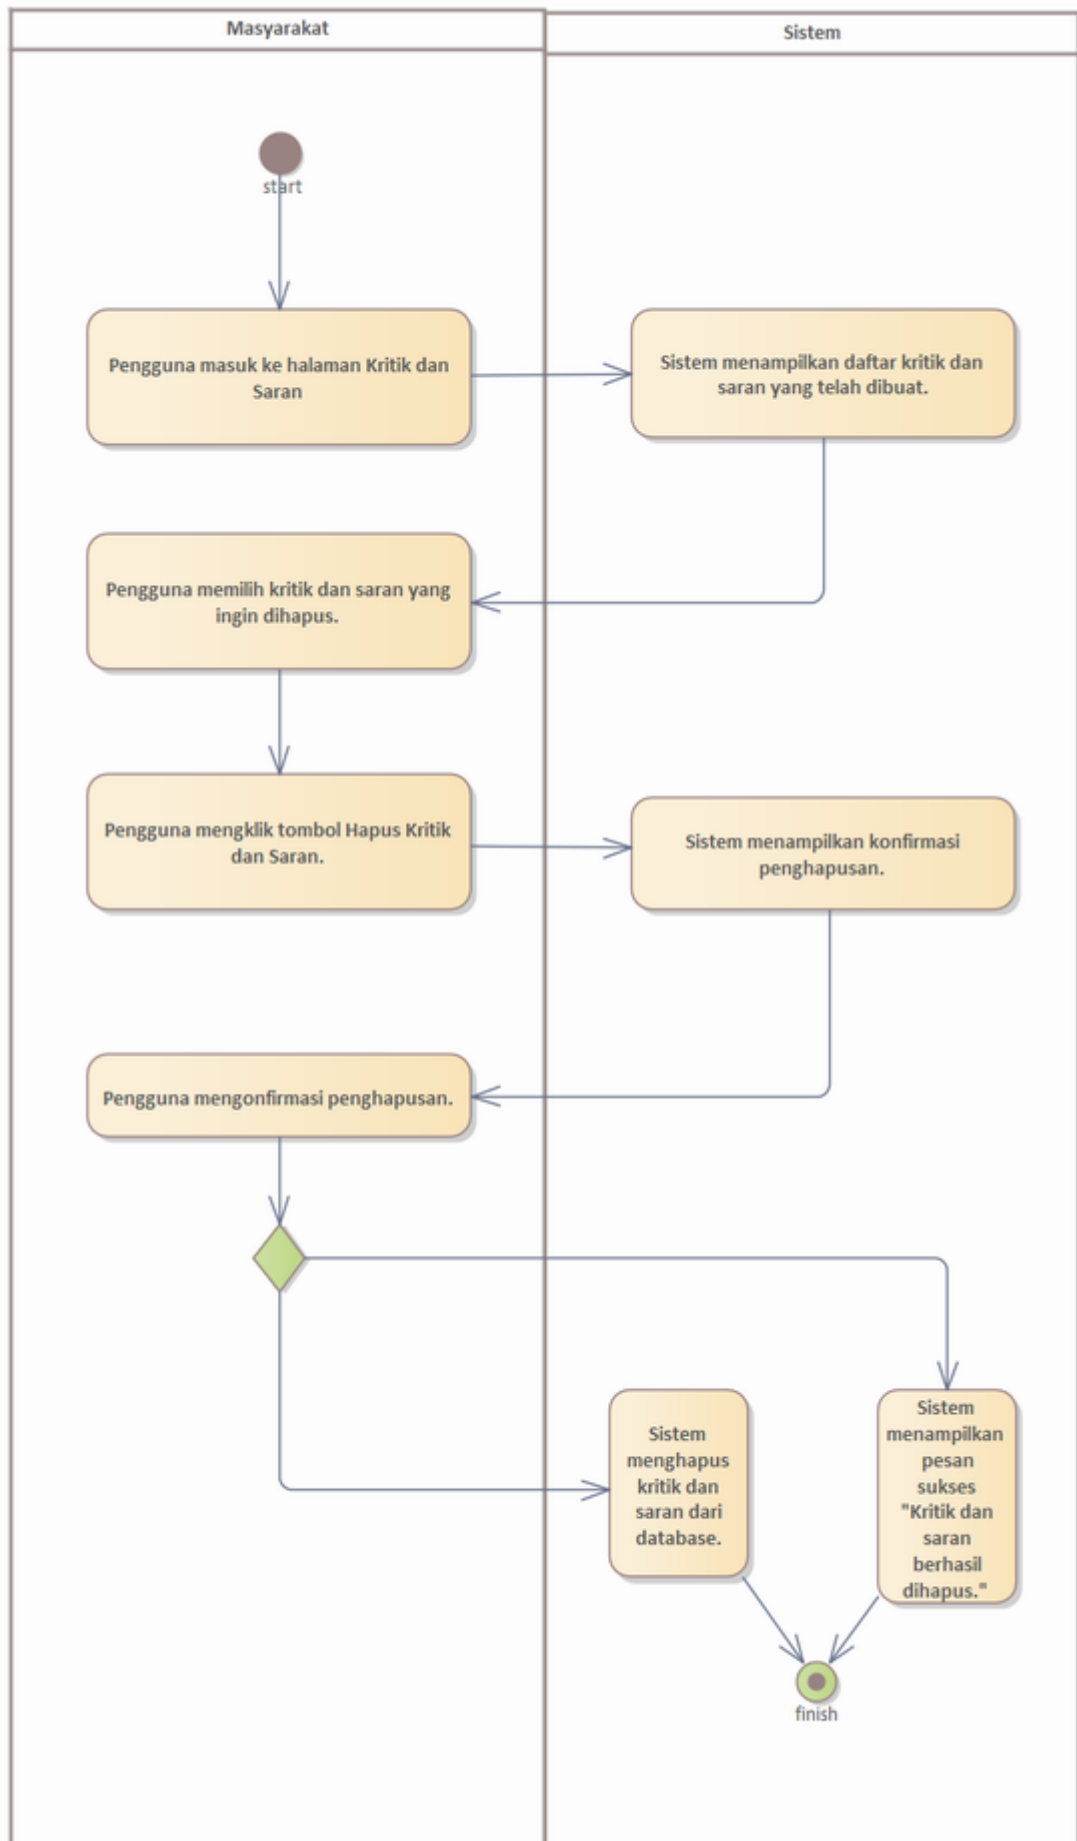 Masyarakat
Sistem
start
Pengguna masuk ke halaman Kritik dan
Saran
Sistem menampilkan daftar kritik dan
saran yang telah dibuat.
Pengguna memilih kritik dan saran yang
ingin dihapus.
Pengguna mengklik tombol Hapus Kritik
dan Saran.
Sistem menampilkan konfirmasi
penghapusan.
Pengguna mengonfirmasi penghapusan.
Sistem
menghapus
kritik dan
saran dari
database.
Sistem
menampilkan
pesan
sukses
"Kritik dan
saran
berhasil
dihapus."
finish